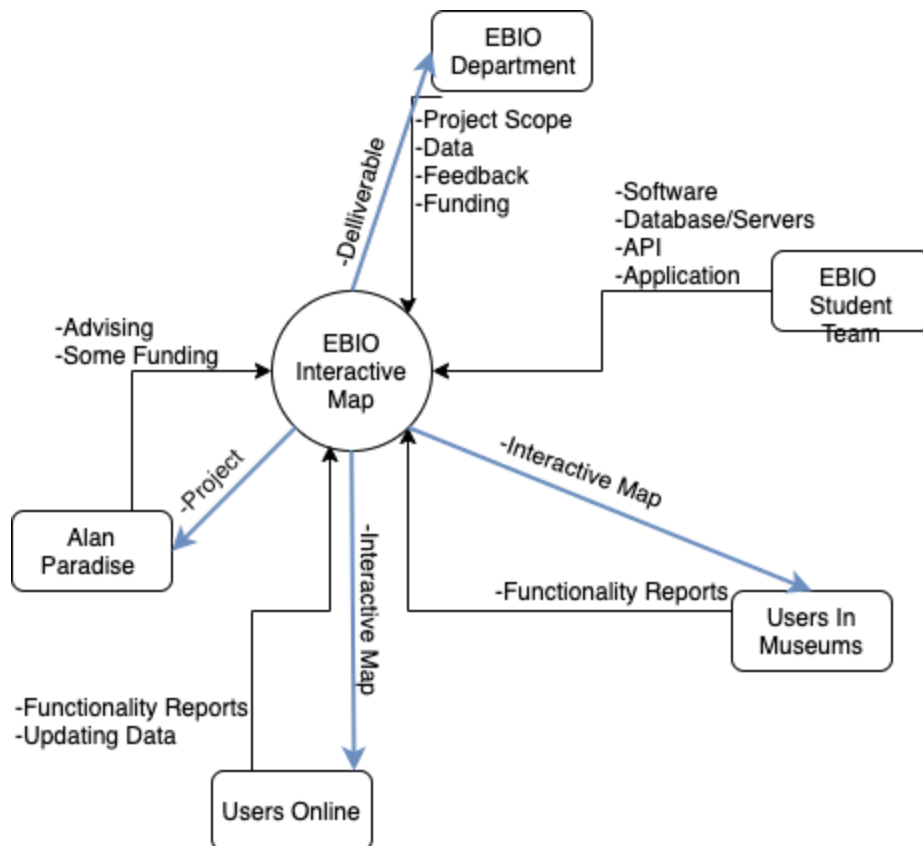 EBIO
Department
-Project Scope
-Data
-Feedback
-Funding
-Delliverable
-Software
-Database/Servers
-API
-Application
EBIO
Student
Team
-Advising
-Some Funding
EBIO
Interactive
Map
-Project
-Interactive Map
-Interactive Map
Alan
Paradise
-Functionality Reports
Users In
Museums
-Functionality Reports
-Updating Data
Users Online